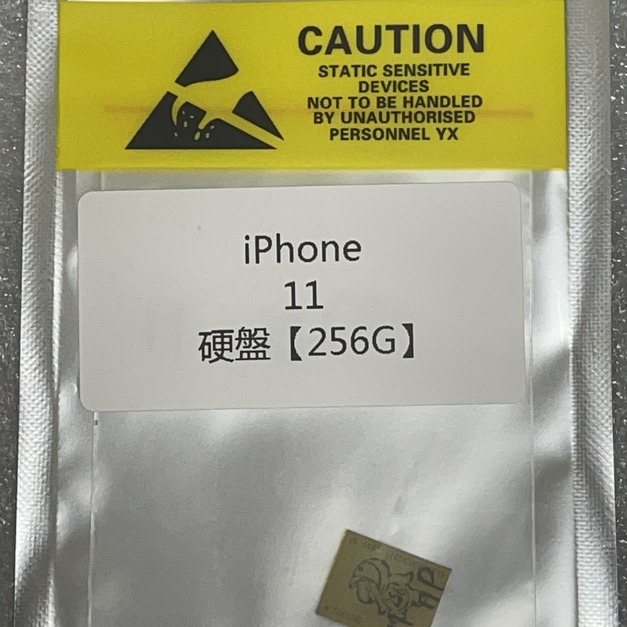 CAUTION
STATIC SENSITIVE
DEVICES
NOT TO BE HANDLED
BY UNAUTHORISED
PERSONNEL YX
iPhone
11
硬盤【256G】